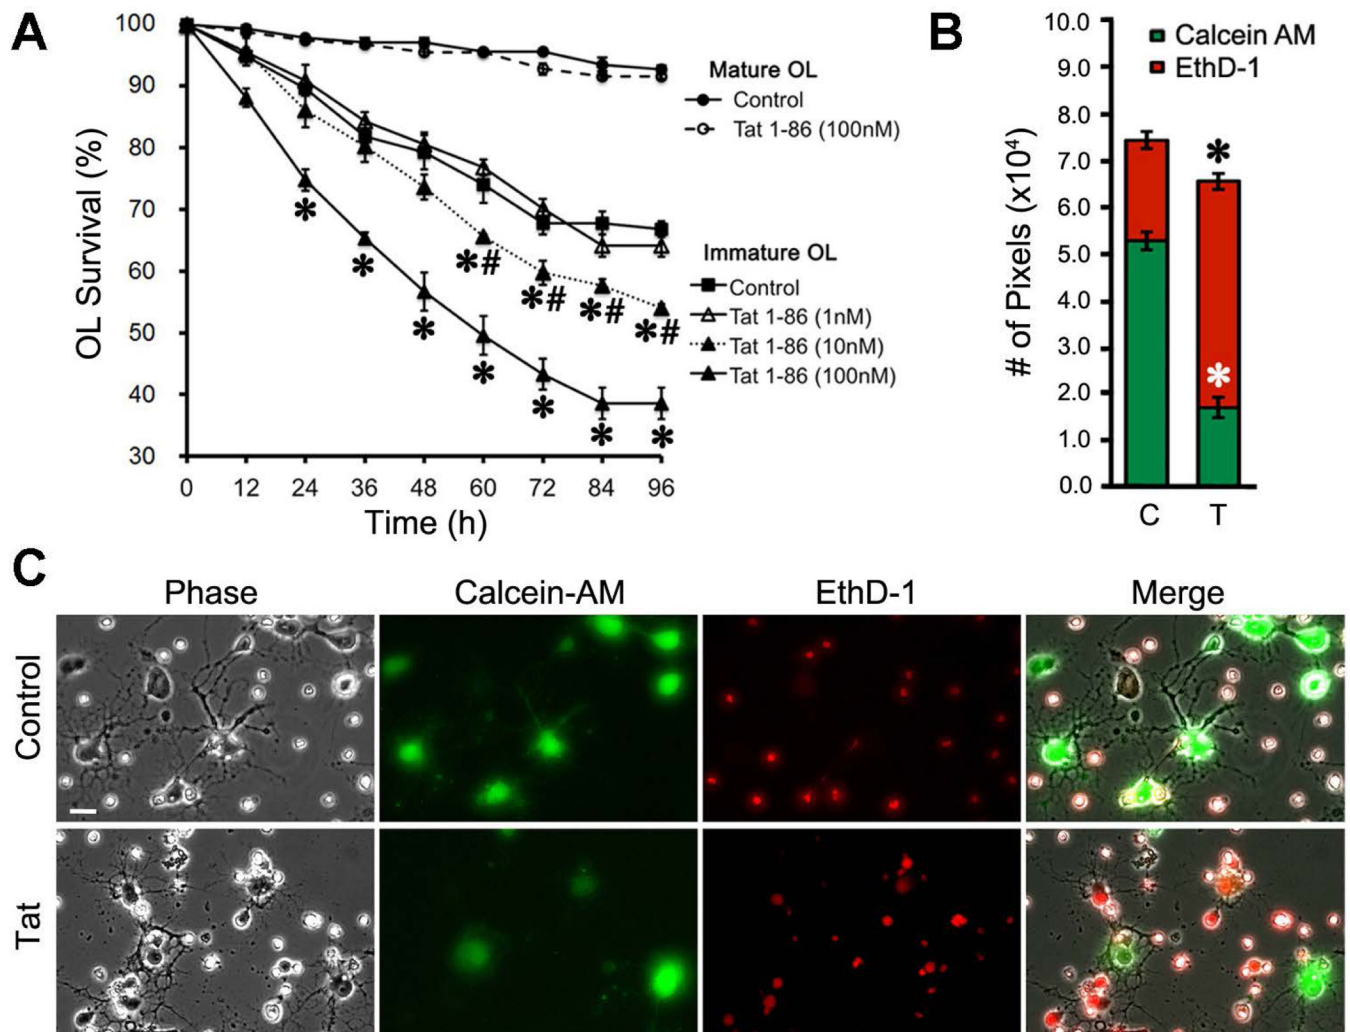 A
OL Survival (%)
100
90
80
70
60
50
40
30
0 12 24 36 48 60 72 84 96
Time (h)
Mature OL
Control
Tat 1-86 (100nM)
Immature OL
Control
Tat 1-86 (1nM)
Tat 1-86 (10nM)
Tat 1-86 (100nM)
*
*
*
*
*
*
*
*#
*#
*#
*#
B
# of Pixels (x10⁴)
10.0
9.0
8.0
7.0
6.0
5.0
4.0
3.0
2.0
1.0
0.0
Calcein AM
EthD-1
*
*
C T
C
Phase Calcein-AM EthD-1 Merge
Control
Tat